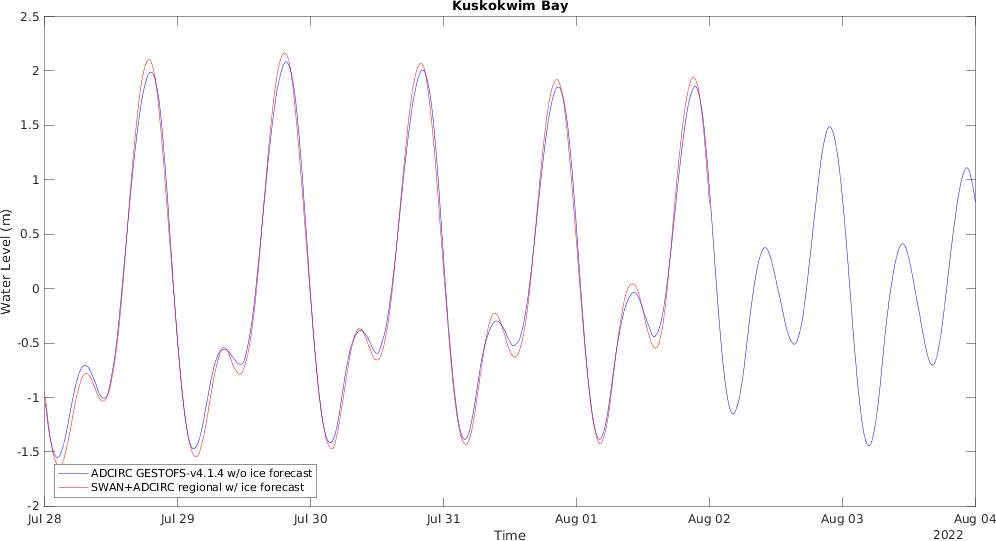 Kuskokwim Bay
2.5
2
1.5
1
0.5
0
-0.5
-1
-1.5
-2
Water Level (m)
ADCIRC GESTOFS-v4.1.4 w/o ice forecast
SWAN+ADCIRC regional w/ ice forecast
Jul 28 Jul 29 Jul 30 Jul 31 Aug 01 Aug 02 Aug 03 Aug 04
Time
2022